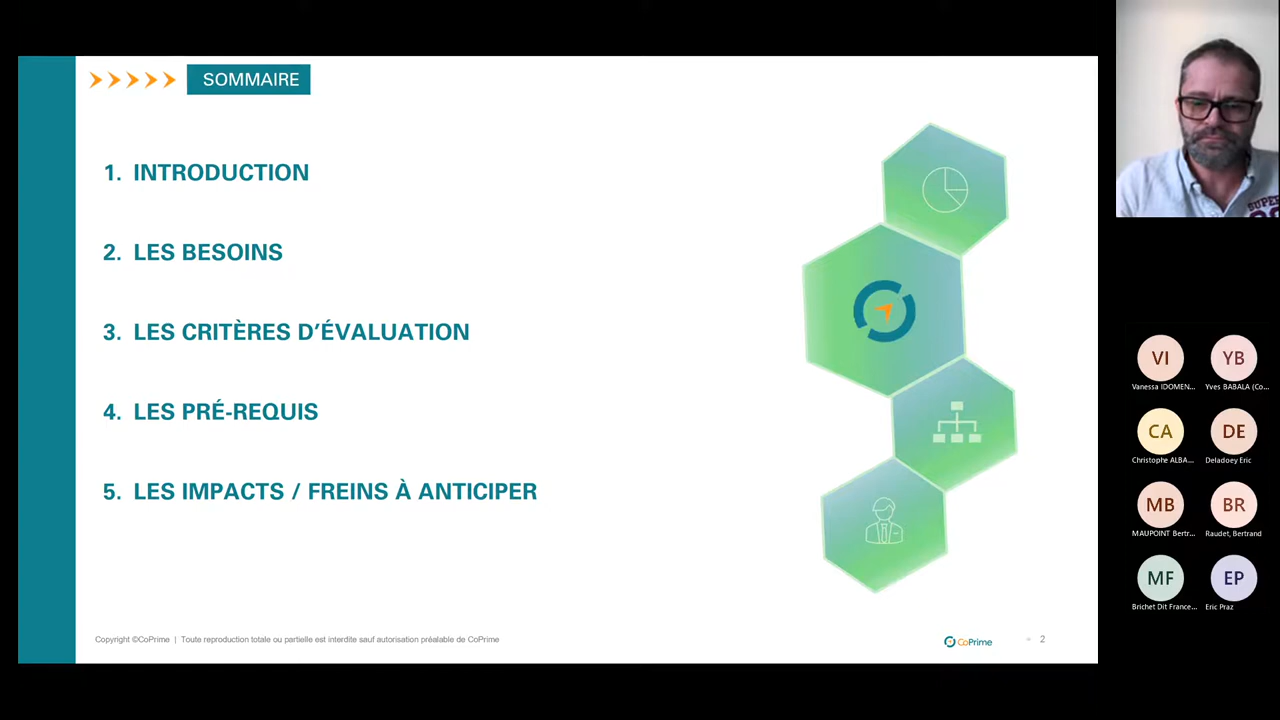 SOMMAIRE
1. INTRODUCTION
2. LES BESOINS
3. LES CRITÈRES D'ÉVALUATION
4. LES PRÉ-REQUIS
5. LES IMPACTS / FREINS À ANTICIPER
Copyright ©CoPrime | Toute reproduction totale ou partielle est interdite sauf autorisation préalable de CoPrime
CoPrime
2
VI
YB
Vanessa IDOMEN...
Yves BABALA (Co...
CA
DE
Christophe ALBA...
Deladoey Eric
MB
BR
MAUPOINT Bertr...
Raudet, Bertrand
MF
EP
Brichet Dit France...
Eric Praz